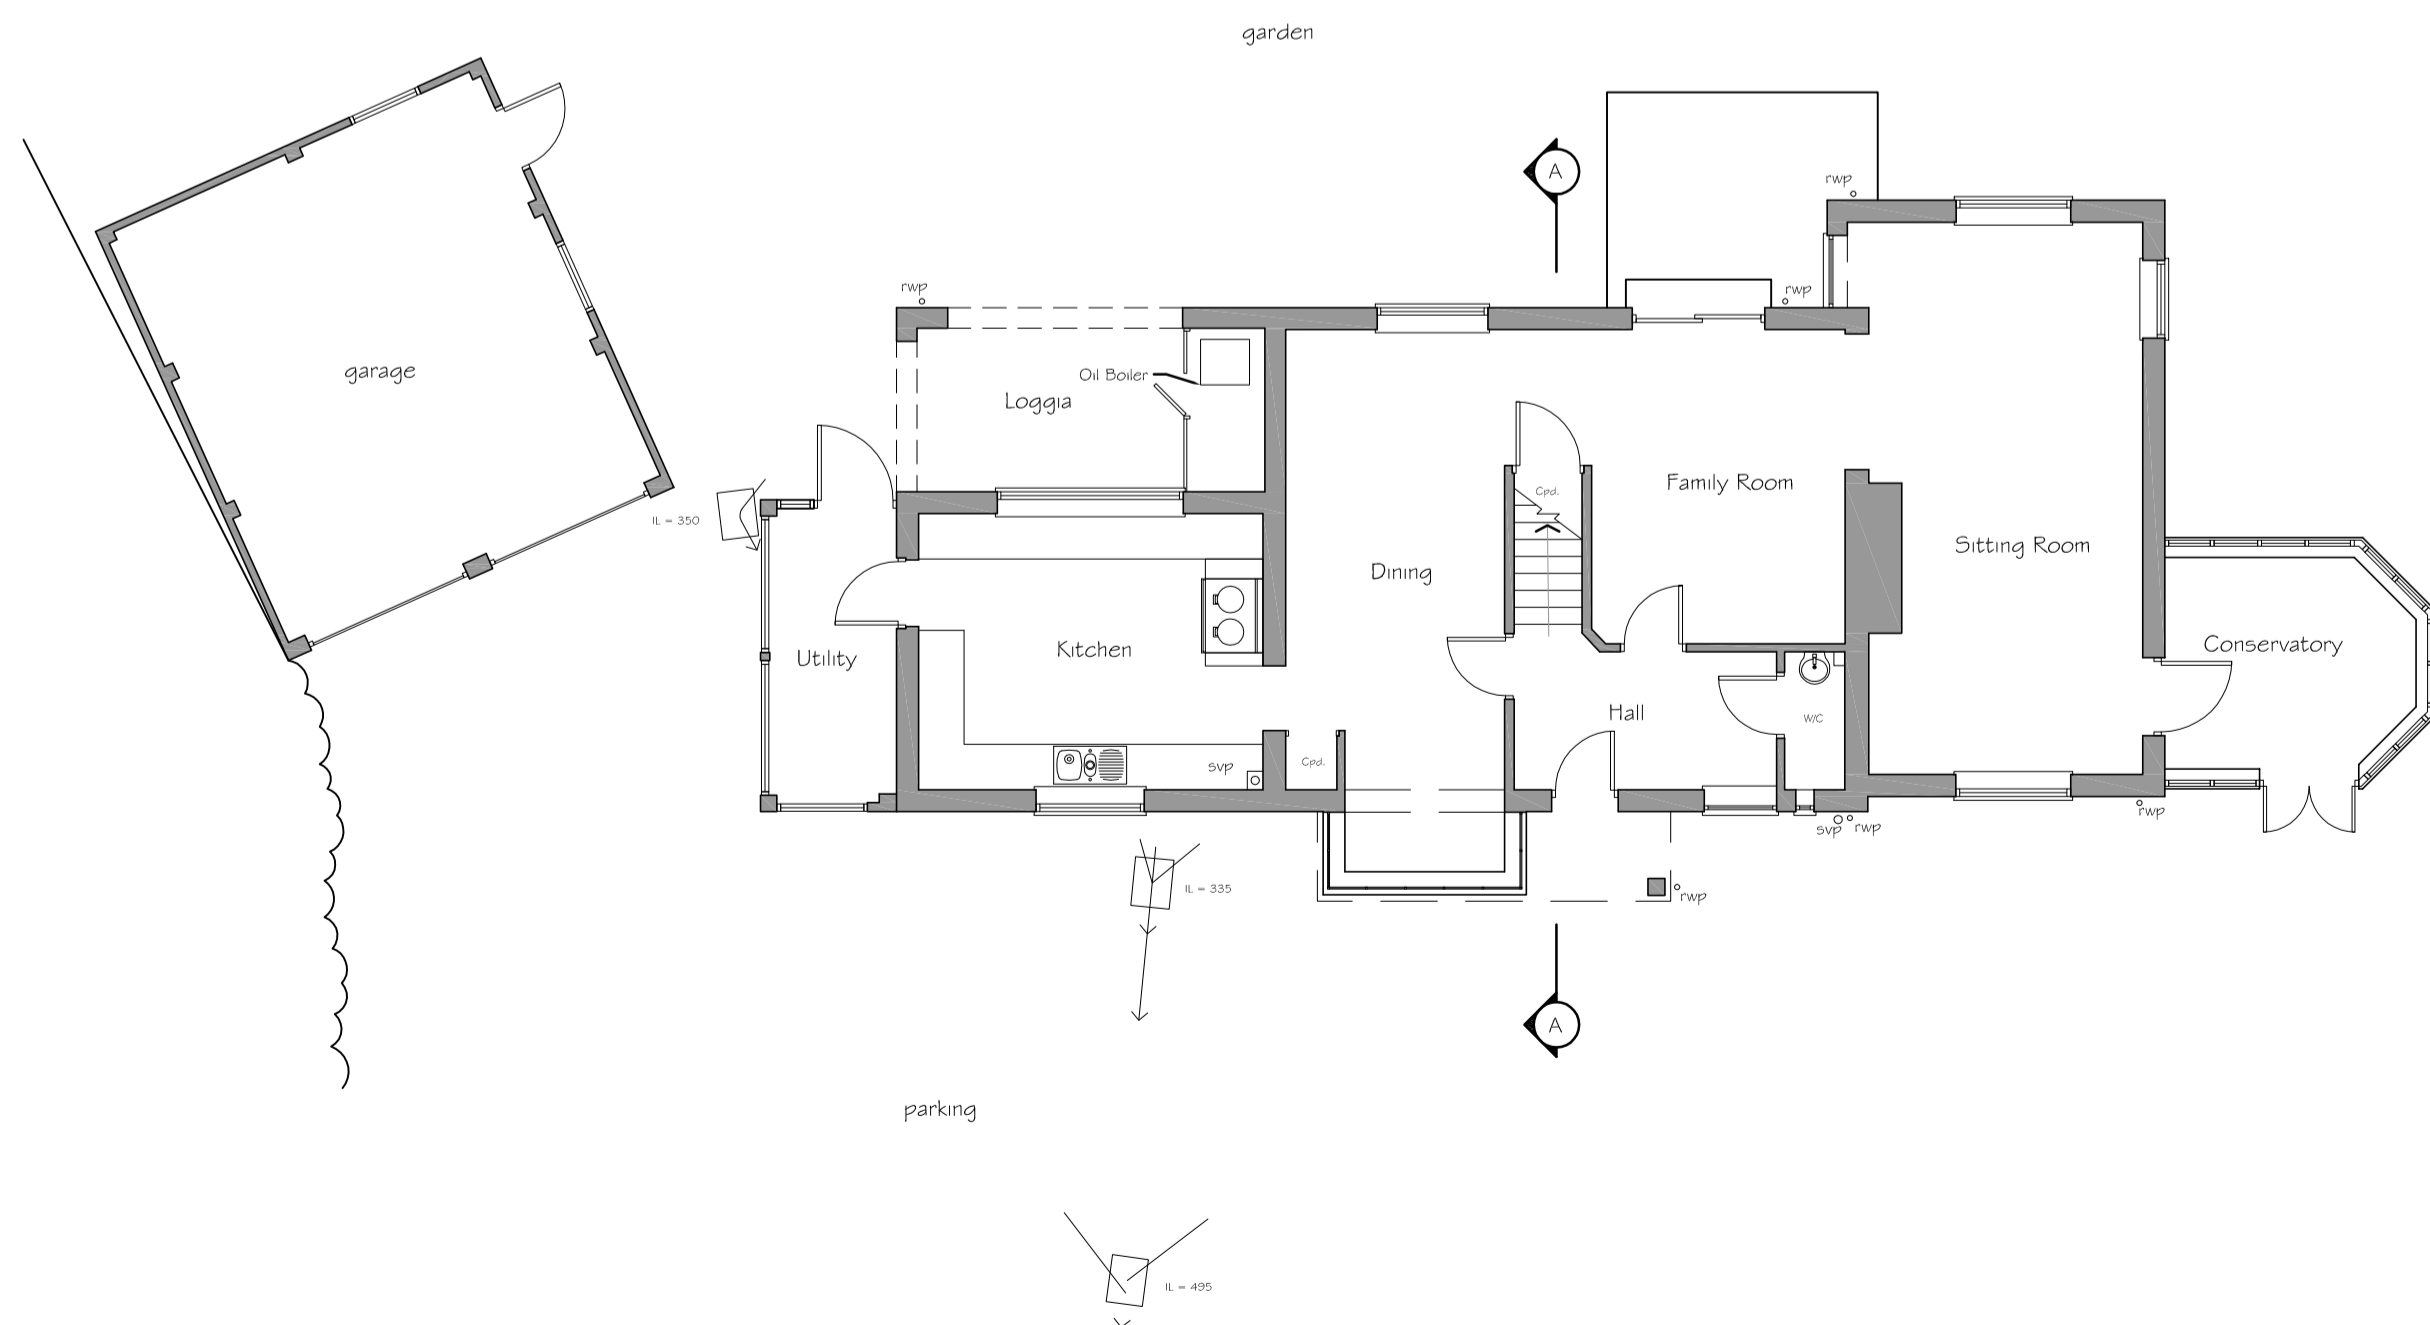 garden
A
rwp
rwp
rwp
garage
Oil Boiler
Loggia
Family Room
Cpd.
IL = 350
Sitting Room
Dining
Conservatory
Kitchen
Utility
Hall
W/C
svp
Cpd.
rwp
svp
rwp
IL = 335
rwp
A
parking
IL = 495